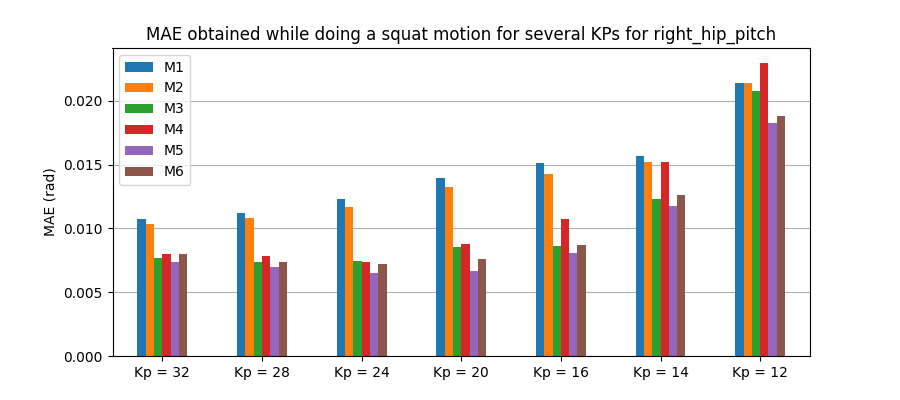 MAE obtained while doing a squat motion for several KPs for right_hip_pitch
M1
M2
M3
M4
M5
M6
MAE (rad)
0.020
0.015
0.010
0.005
0.000
Kp = 32 Kp = 28 Kp = 24 Kp = 20 Kp = 16 Kp = 14 Kp = 12